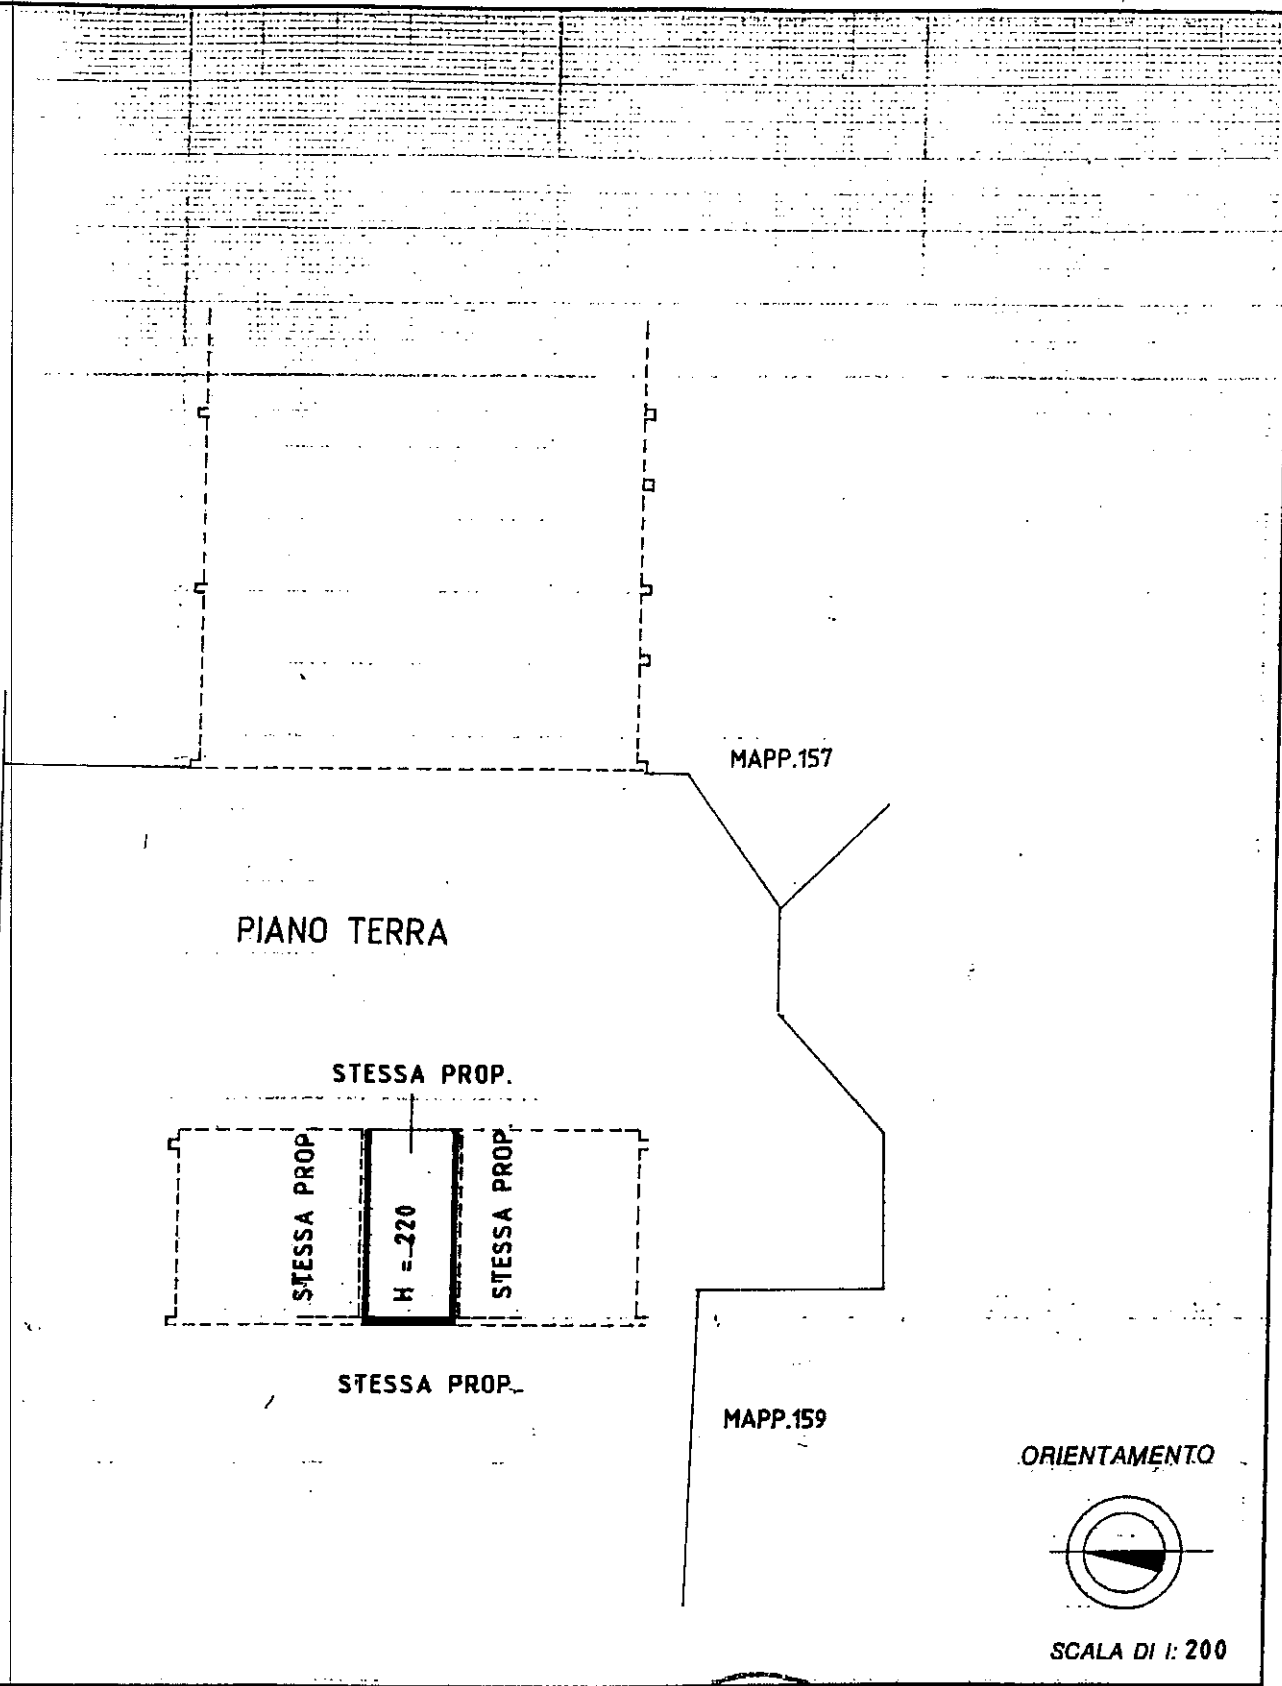 MAPP.157
PIANO TERRA
STESSA PROP.
STESSA PROP
H = 220
STESSA PROP
STESSA PROP.
MAPP.159
ORIENTAMENTO
SCALA DI 1: 200